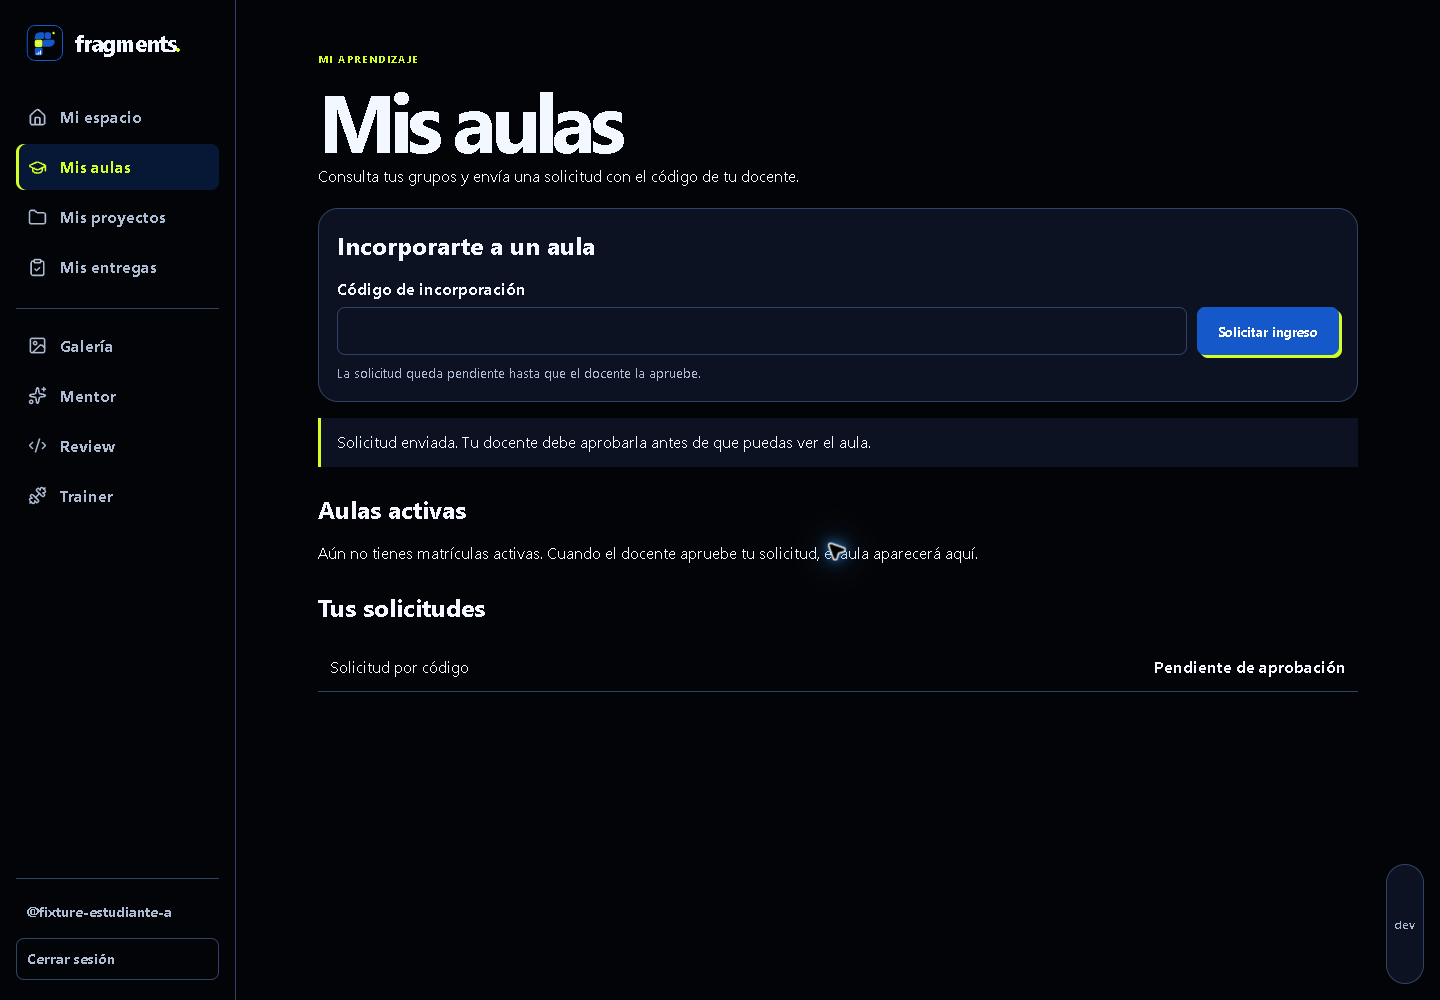 fragments.
Mi espacio
Mis aulas
Mis proyectos
Mis entregas
Galería
Mentor
Review
Trainer
@fixture-estudiante-a
Cerrar sesión
MI APRENDIZAJE
Mis aulas
Consulta tus grupos y envía una solicitud con el código de tu docente.
Incorporarte a un aula
Código de incorporación
Solicitar ingreso
La solicitud queda pendiente hasta que el docente la apruebe.
Solicitud enviada. Tu docente debe aprobarla antes de que puedas ver el aula.
Aulas activas
Aún no tienes matrículas activas. Cuando el docente apruebe tu solicitud, el aula aparecerá aquí.
Tus solicitudes
Solicitud por código
Pendiente de aprobación
dev